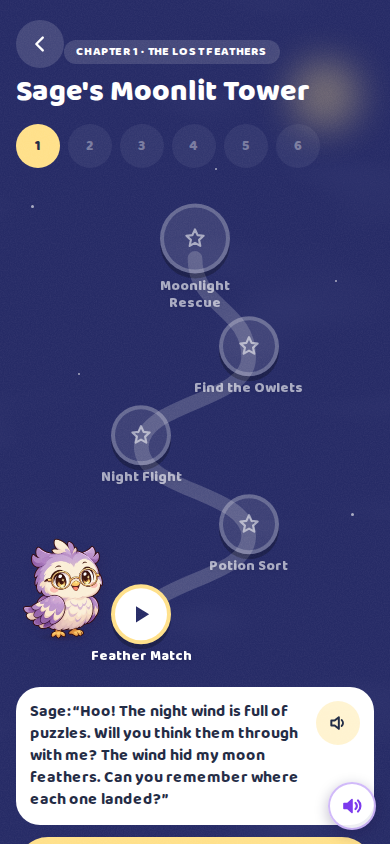 CHAPTER 1 · THE LOST FEATHERS
Sage's Moonlit Tower
1 2 3 4 5 6
Moonlight
Rescue
Find the Owlets
Night Flight
Potion Sort
Feather Match
Sage: “Hoo! The night wind is full of
puzzles. Will you think them through
with me? The wind hid my moon
feathers. Can you remember where
each one landed?”